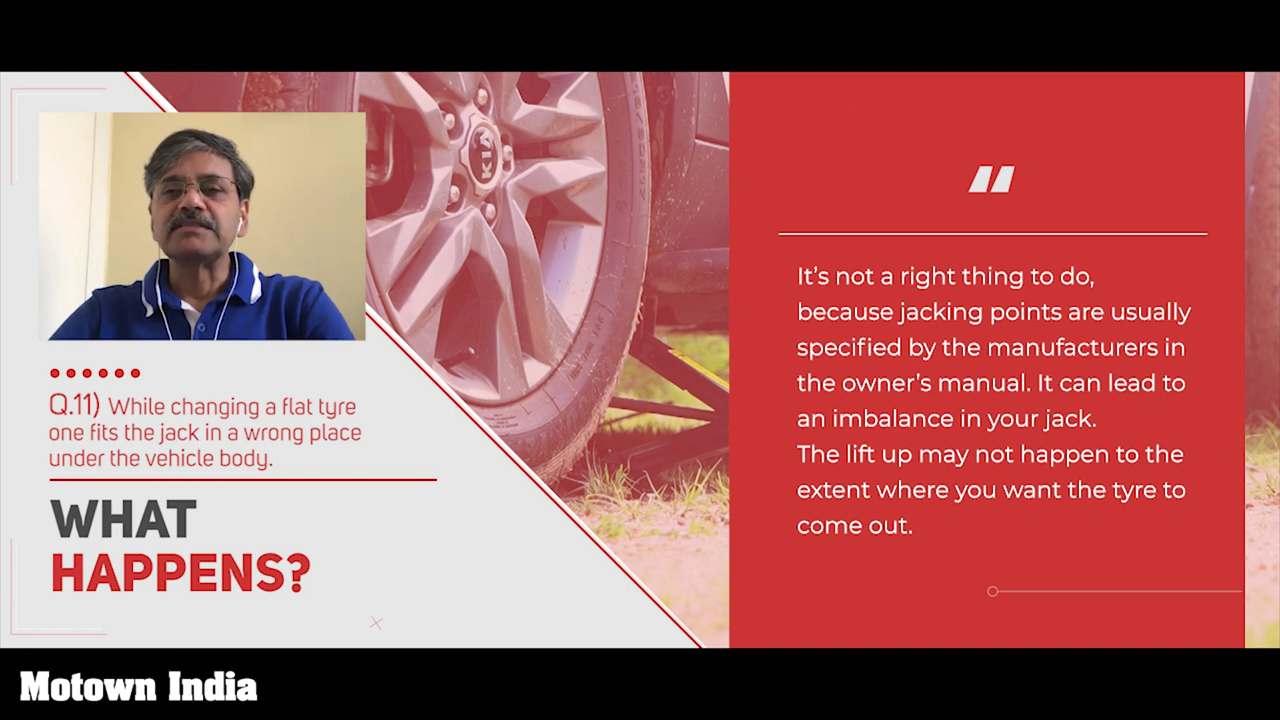 KIA
Q.11) While changing a flat tyre
one fits the jack in a wrong place
under the vehicle body.
WHAT
HAPPENS?
“
It’s not a right thing to do,
because jacking points are usually
specified by the manufacturers in
the owner’s manual. It can lead to
an imbalance in your jack.
The lift up may not happen to the
extent where you want the tyre to
come out.
Motown India